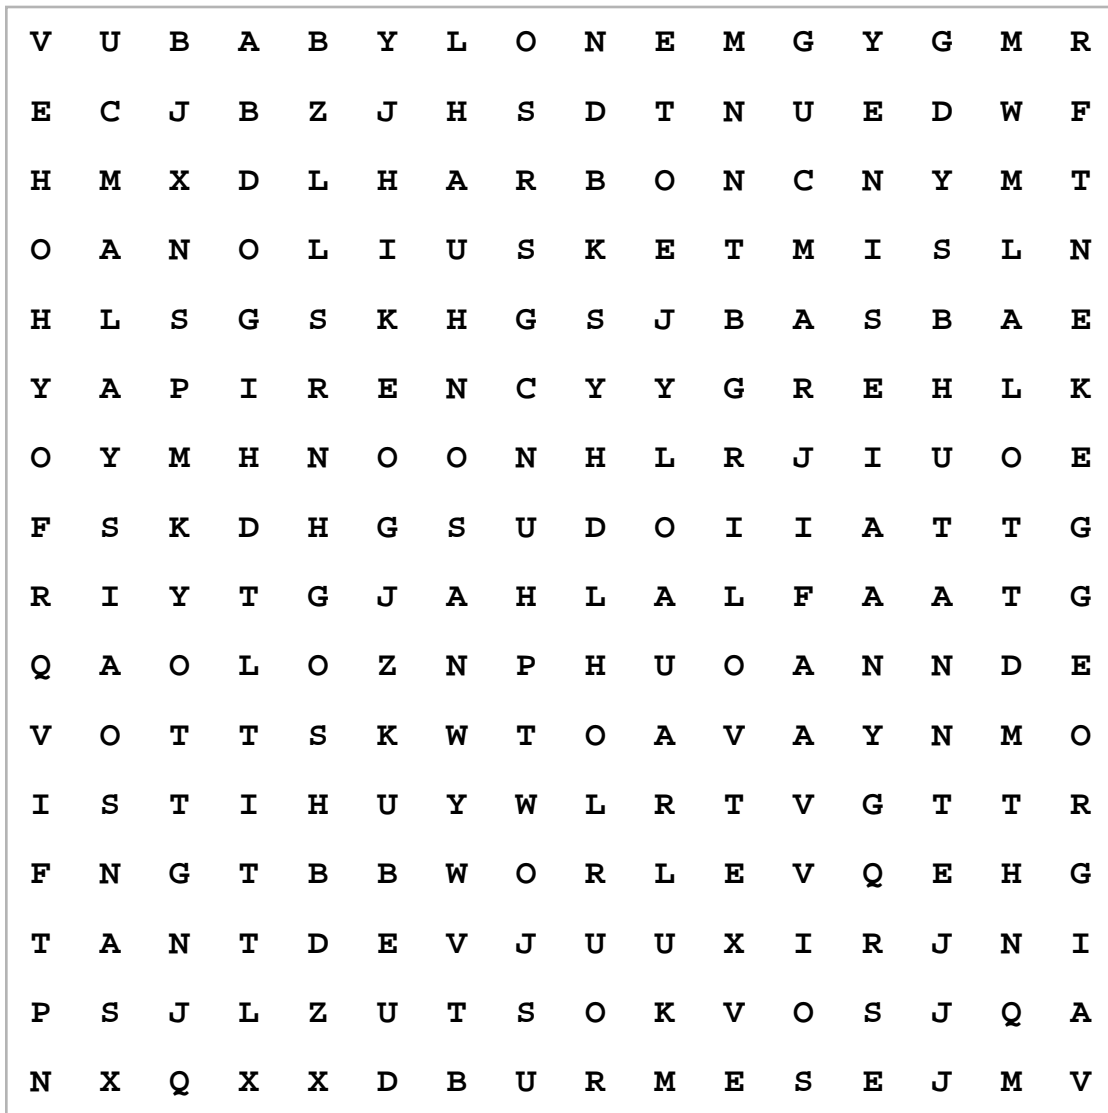 V U B A B Y L O N E M G Y G M R
E C J B Z J H S D T N U E D W F
H M X D L H A R B O N C N Y M T
O A N O L I U S K E T M I S L N
H L S G S K H G S J B A S B A E
Y A P I R E N C Y Y G R E H L K
O Y M H N O O N H L R J I U O E
F S K D H G S U D O I I A T T G
R I Y T G J A H L A L F A A T G
Q A O L O Z N P H U O A N N D E
V O T T S K W T O A V A Y N M O
I S T I H U Y W L R T V G T T R
F N G T B B W O R L E V Q E H G
T A N T D E V J U U X I R J N I
P S J L Z U T S O K V O S J Q A
N X Q X X D B U R M E S E J M V